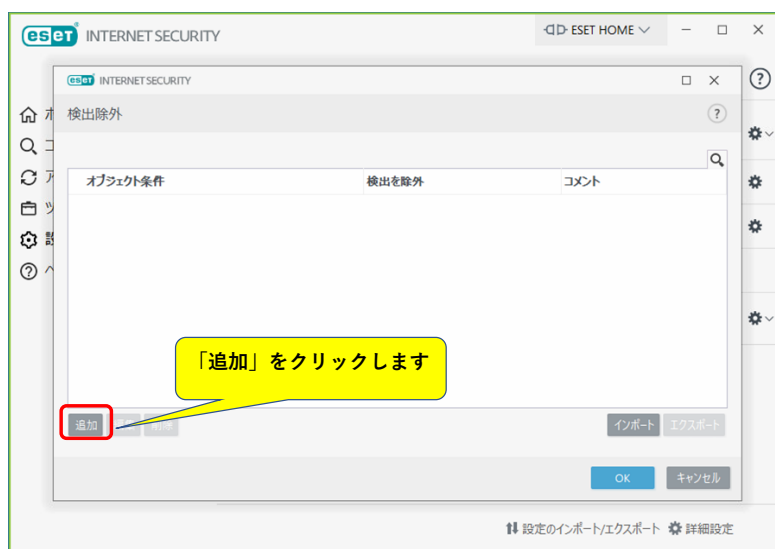 eset INTERNET SECURITY
ESET HOME
eset INTERNET SECURITY
検出除外
オブジェクト条件 検出を除外 コメント
「追加」をクリックします
追加
インポート エクスポート
OK キャンセル
設定のインポート/エクスポート 詳細設定